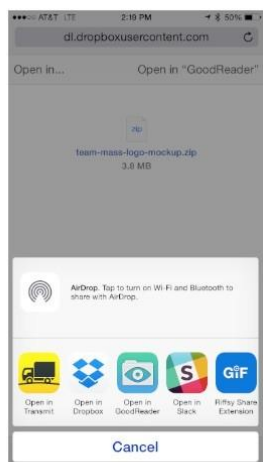 AT&T LTE 2:19 PM 50%
dl.dropboxusercontent.com
Open in... Open in "GoodReader"
zip
team-mass-logo-mockup.zip
3.0 MB
AirDrop. Tap to turn on Wi-Fi and Bluetooth to
share with AirDrop.
S GIF
Open in Open in Open in Open in Riffsy Share
Transmit Dropbox GoodReader Slack Extension
Cancel